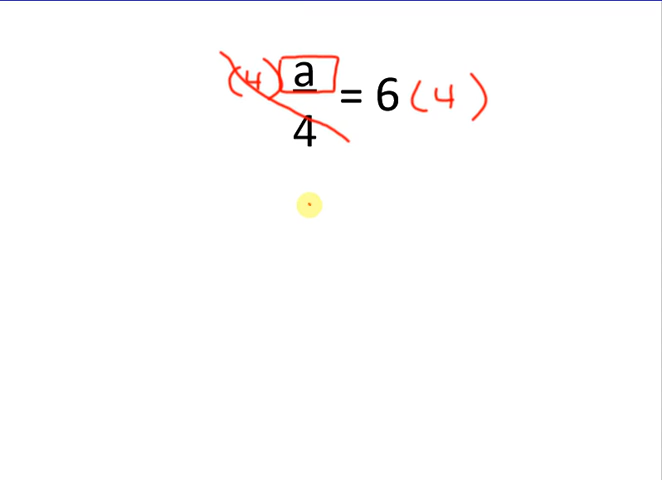 (4) a
= 6 (4)
4